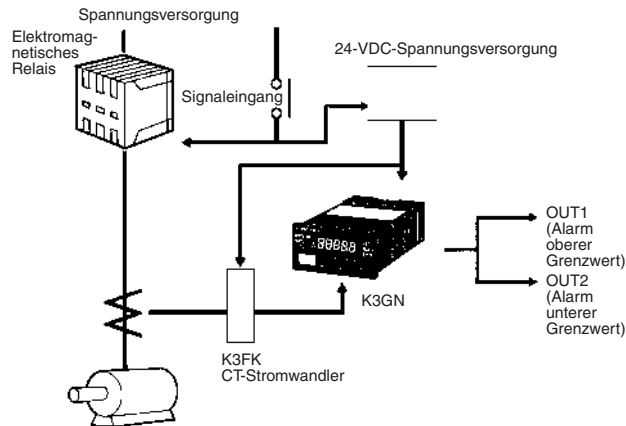 Spannungsversorgung
Elektromag-
netisches
Relais
24-VDC-Spannungsversorgung
Signaleingang
OUT1
(Alarm
oberer
Grenzwert)
OUT2
(Alarm
unterer
Grenzwert)
K3GN
K3FK
CT-Stromwandler